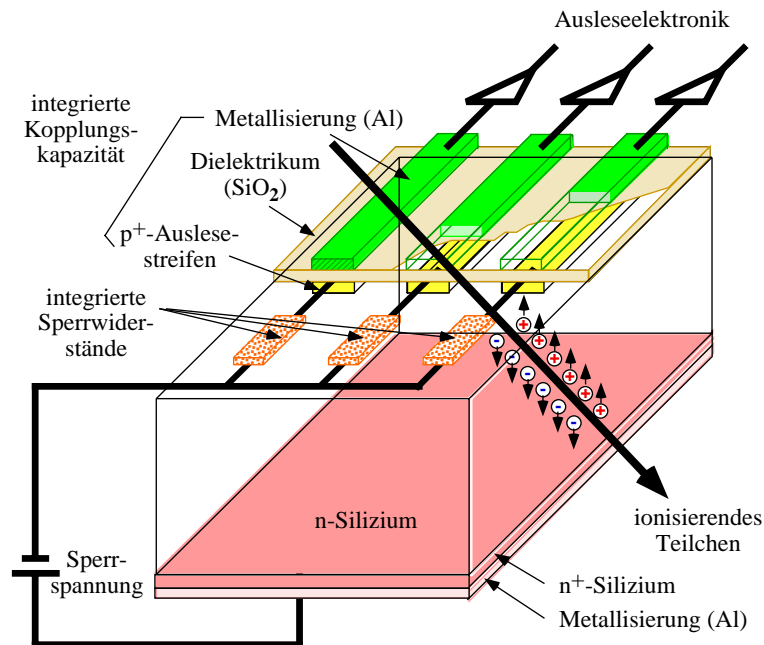 Ausleseelektronik
integrierte
Kopplungs-
kapazität
Metallisierung (Al)
Dielektrikum
(SiO2)
p+-Auslese-
streifen
integrierte
Sperrwider-
stände
+
+
+
+
+
+
-
-
-
-
-
-
n-Silizium
ionisierendes
Teilchen
Sperr-
spannung
n+-Silizium
Metallisierung (Al)